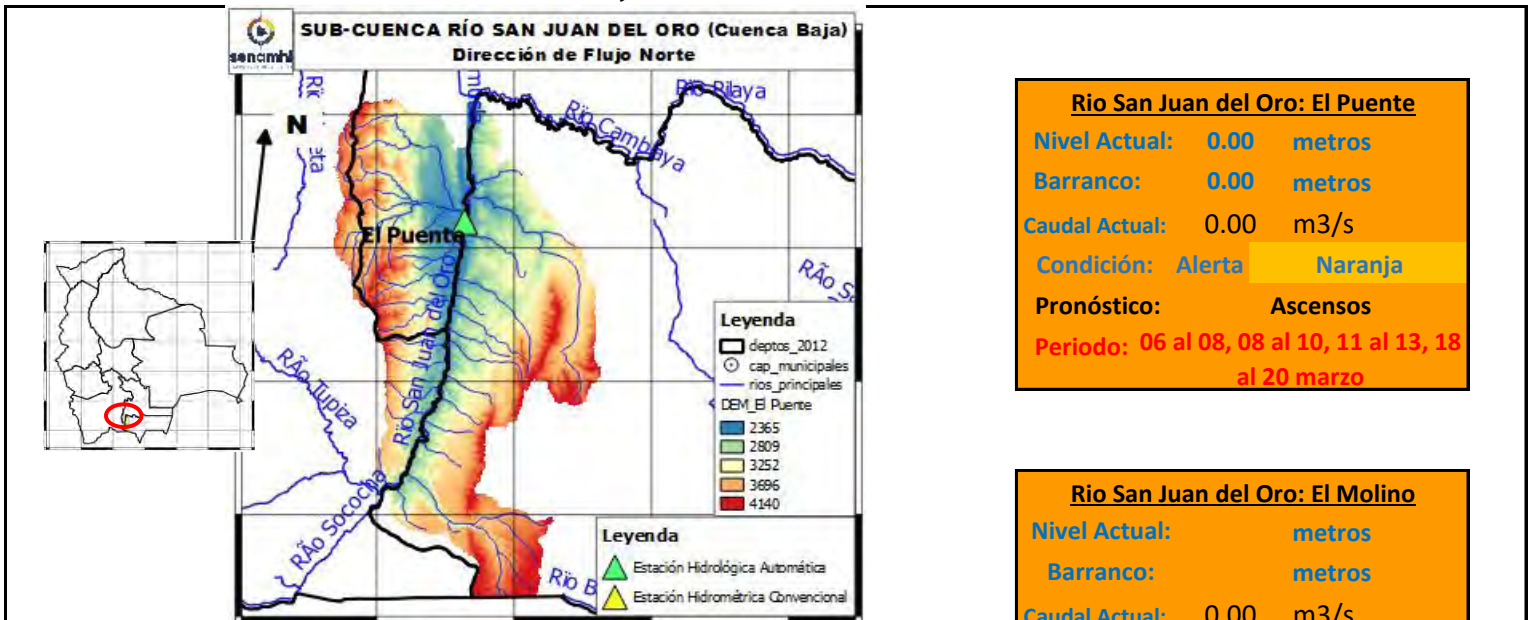 senamhi
SUB-CUENCA RÍO SAN JUAN DEL ORO (Cuenca Baja)
Dirección de Flujo Norte
Rïo Pilaya
Rïo Camblaya
N
El Puente
Rïo San Juan del Oro
RÃo Tupiza
RÃo Sococha
Leyenda
deptos_2012
cap_municipales
rios_principales
DEM_El Puente
2365
2809
3252
3696
4140
Leyenda
Estación Hidrológica Automática
Estación Hidrométrica Convencional
Rio San Juan del Oro: El Puente
Nivel Actual: 0.00 metros
Barranco: 0.00 metros
Caudal Actual: 0.00 m3/s
Condición: Alerta Naranja
Pronóstico: Ascensos
Periodo: 06 al 08, 08 al 10, 11 al 13, 18
al 20 marzo
Rio San Juan del Oro: El Molino
Nivel Actual: metros
Barranco: metros
Caudal Actual: 0.00 m3/s